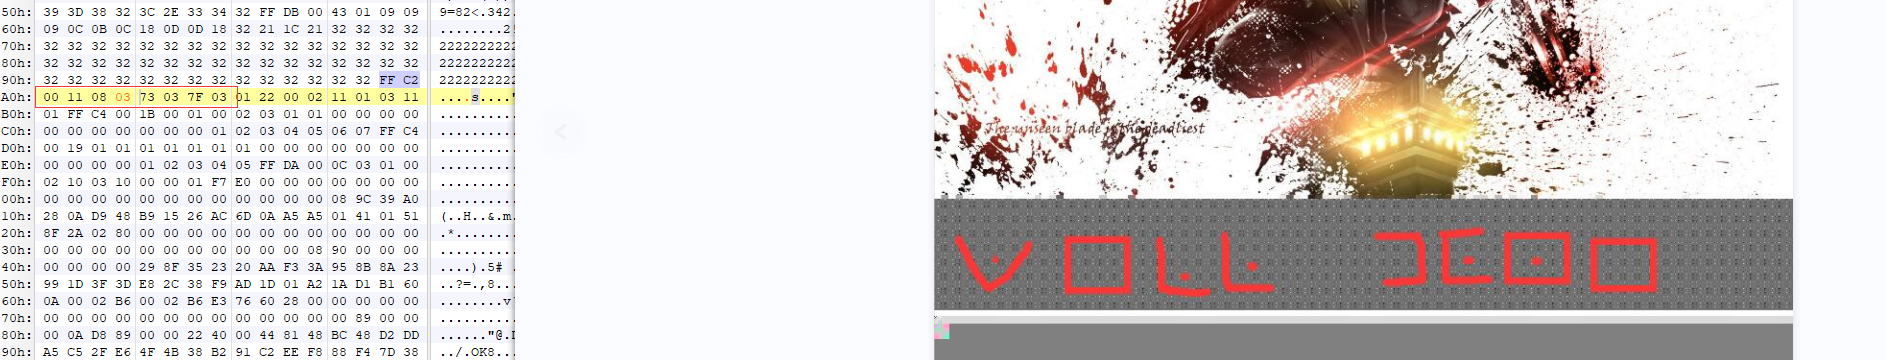 50h: 39 3D 38 32 3C 2E 33 34 32 FF DB 00 43 01 09 09 9=82<.342.
60h: 09 0C 0B 0C 18 0D 0D 18 32 21 1C 21 32 32 32 32 ........2!
70h: 32 32 32 32 32 32 32 32 32 32 32 32 32 32 32 32 2222222222
80h: 32 32 32 32 32 32 32 32 32 32 32 32 32 32 32 32 2222222222
90h: 32 32 32 32 32 32 32 32 32 32 32 32 32 32 FF C2 2222222222
A0h: 00 11 08 03 73 03 7F 03 01 22 00 02 11 01 03 11 ....s...."
B0h: 01 FF C4 00 1B 00 01 00 02 03 01 01 00 00 00 00 ..........
C0h: 00 00 00 00 00 00 01 02 03 04 05 06 07 FF C4 ..........
D0h: 00 19 01 01 01 01 01 01 01 00 00 00 00 00 00 00 ..........
E0h: 00 00 00 00 01 02 03 04 05 FF DA 00 0C 03 01 00 ..........
F0h: 02 10 03 10 00 00 01 F7 E0 00 00 00 00 00 00 00 ..........
00h: 00 00 00 00 00 00 00 00 00 00 00 00 08 9C 39 A0 ..........
10h: 28 0A D9 48 B9 15 26 AC 6D 0A A5 A5 01 41 01 51 (..H..&.m.
20h: 8F 2A 02 80 00 00 00 00 00 00 00 00 00 00 00 00 .*........
30h: 00 00 00 00 00 00 00 00 00 00 00 08 90 00 00 00 ..........
40h: 00 00 00 00 29 8F 35 23 20 AA F3 3A 95 8B 8A 23 ....).5# .
50h: 99 1D 3F 3D E8 2C 38 F9 AD 1D 01 A2 1A D1 B1 60 ..?=.,8...
60h: 0A 00 02 B6 00 02 B6 E3 76 60 28 00 00 00 00 00 ........v
70h: 00 00 00 00 00 00 00 00 00 00 00 00 00 89 00 00 ..........
80h: 00 0A D8 89 00 00 22 40 00 44 81 48 BC 48 D2 DD ......"@.D
90h: A5 C5 2F E6 4F 4B 38 B2 91 C2 EE F8 88 F4 7D 38 ../.OK8...
The unseen blade is the deadliest